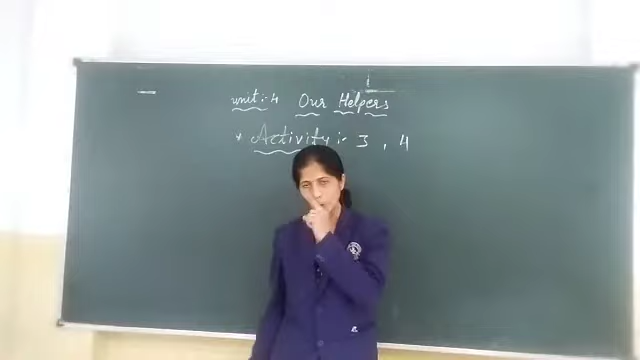 unit:- 4 Our Helpers
* Activity :- 3 , 4